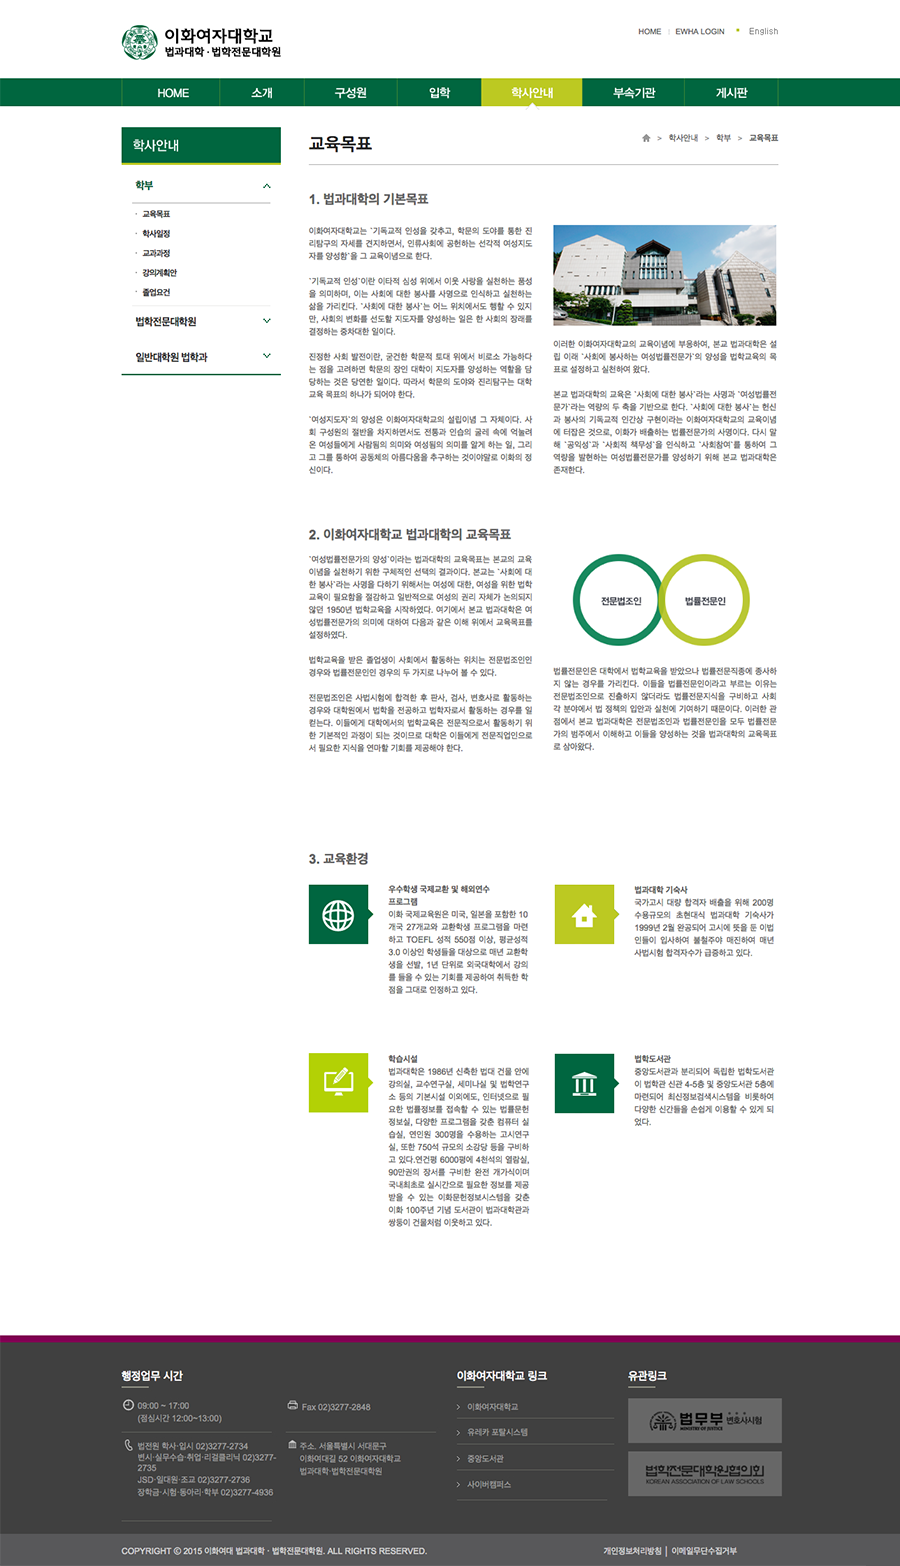 이화여자대학교
법과대학 · 법학전문대학원
HOME | EWHA LOGIN English
HOME 소개 구성원 입학 학사안내 부속기관 게시판
학사안내
학부
· 교육목표
· 학사일정
· 교과과정
· 강의계획안
· 졸업요건
법학전문대학원
일반대학원 법학과
교육목표
> 학사안내 > 학부 > 교육목표
1. 법과대학의 기본목표
이화여자대학교는 '기독교적 인성을 갖추고, 학문의 도야를 통한 진
리탐구의 자세를 견지하면서, 인류사회에 공헌하는 선각적 여성지도
자를 양성함'을 그 교육이념으로 한다.
'기독교적 인성'이란 이타적 심성 위에서 이웃 사랑을 실천하는 품성
을 의미하며, 이는 사회에 대한 봉사를 사명으로 인식하고 실천하는
삶을 가리킨다. '사회에 대한 봉사'는 어느 위치에서도 행할 수 있지
만, 사회의 변화를 선도할 지도자를 양성하는 일은 한 사회의 장래를
결정하는 중차대한 일이다.
진정한 사회 발전이란, 굳건한 학문적 토대 위에서 비로소 가능하다
는 점을 고려하면 학문의 장인 대학이 지도자를 양성하는 역할을 담
당하는 것은 당연한 일이다. 따라서 학문의 도야와 진리탐구는 대학
교육 목표의 하나가 되어야 한다.
'여성지도자'의 양성은 이화여자대학교의 설립이념 그 자체이다. 사
회 구성원의 절반을 차지하면서도 전통과 인습의 굴레 속에 억눌려
온 여성들에게 사람됨의 의미와 여성됨의 의미를 알게 하는 일, 그리
고 그를 통하여 공동체의 아름다움을 추구하는 것이야말로 이화의 정
신이다.
이러한 이화여자대학교의 교육이념에 부응하여, 본교 법과대학은 설
립 이래 '사회에 봉사하는 여성법률전문가'의 양성을 법학교육의 목
표로 설정하고 실천하여 왔다.
본교 법과대학의 교육은 '사회에 대한 봉사'라는 사명과 '여성법률전
문가'라는 역량의 두 축을 기반으로 한다. '사회에 대한 봉사'는 헌신
과 봉사의 기독교적 인간상 구현이라는 이화여자대학교의 교육이념
에 터잡은 것으로, 이화가 배출하는 법률전문가의 사명이다. 다시 말
해 '공익성'과 '사회적 책무성'을 인식하고 '사회참여'를 통하여 그
역량을 발현하는 여성법률전문가를 양성하기 위해 본교 법과대학은
존재한다.
2. 이화여자대학교 법과대학의 교육목표
'여성법률전문가의 양성'이라는 법과대학의 교육목표는 본교의 교육
이념을 실천하기 위한 구체적인 선택의 결과이다. 본교는 '사회에 대
한 봉사'라는 사명을 다하기 위해서는 여성에 대한, 여성을 위한 법학
교육이 필요함을 절감하고 일반적으로 여성의 권리 자체가 논의되지
않던 1950년 법학교육을 시작하였다. 여기에서 본교 법과대학은 여
성법률전문가의 의미에 대하여 다음과 같은 이해 위에서 교육목표를
설정하였다.
법학교육을 받은 졸업생이 사회에서 활동하는 위치는 전문법조인인
경우와 법률전문인인 경우의 두 가지로 나누어 볼 수 있다.
전문법조인은 사법시험에 합격한 후 판사, 검사, 변호사로 활동하는
경우와 대학원에서 법학을 전공하고 법학자로서 활동하는 경우를 일
컫는다. 이들에게 대학에서의 법학교육은 전문직으로서 활동하기 위
한 기본적인 과정이 되는 것이므로 대학은 이들에게 전문직업인으로
서 필요한 지식을 연마할 기회를 제공해야 한다.
전문법조인 법률전문인
법률전문인은 대학에서 법학교육을 받았으나 법률전문직종에 종사하
지 않는 경우를 가리킨다. 이들을 법률전문인이라고 부르는 이유는
전문법조인으로 진출하지 않더라도 법률전문지식을 구비하고 사회
각 분야에서 법 정책의 입안과 실천에 기여하기 때문이다. 이러한 관
점에서 본교 법과대학은 전문법조인과 법률전문인을 모두 법률전문
가의 범주에서 이해하고 이들을 양성하는 것을 법과대학의 교육목표
로 삼아왔다.
3. 교육환경
우수학생 국제교환 및 해외연수
프로그램
이화 국제교육원은 미국, 일본을 포함한 10
개국 27개교와 교환학생 프로그램을 마련
하고 TOEFL 성적 550점 이상, 평균성적
3.0 이상인 학생들을 대상으로 매년 교환학
생을 선발, 1년 단위로 외국대학에서 강의
를 들을 수 있는 기회를 제공하여 취득한 학
점을 그대로 인정하고 있다.
법과대학 기숙사
국가고시 대량 합격자 배출을 위해 200명
수용규모의 초현대식 법과대학 기숙사가
1999년 2월 완공되어 고시에 뜻을 둔 이법
인들이 입사하여 불철주야 매진하여 매년
사법시험 합격자수가 급증하고 있다.
학습시설
법과대학은 1986년 신축한 법대 건물 안에
강의실, 교수연구실, 세미나실 및 법학연구
소 등의 기본시설 이외에도, 인터넷으로 필
요한 법률정보를 접속할 수 있는 법률문헌
정보실, 다양한 프로그램을 갖춘 컴퓨터 실
습실, 연인원 300명을 수용하는 고시연구
실, 또한 750석 규모의 소강당 등을 구비하
고 있다.연건평 6000평에 4천석의 열람실,
90만권의 장서를 구비한 완전 개가식이며
국내최초로 실시간으로 필요한 정보를 제공
받을 수 있는 이화문헌정보시스템을 갖춘
이화 100주년 기념 도서관이 법과대학관과
쌍둥이 건물처럼 이웃하고 있다.
법학도서관
중앙도서관과 분리되어 독립한 법학도서관
이 법학관 신관 4-5층 및 중앙도서관 5층에
마련되어 최신정보검색시스템을 비롯하여
다양한 신간들을 손쉽게 이용할 수 있게 되
었다.
행정업무 시간
09:00 ~ 17:00
(점심시간 12:00~13:00)
Fax 02)3277-2848
법전원 학사·입시 02)3277-2734
변시·실무수습·취업·리걸클리닉 02)3277-
2735
JSD·일대원·조교 02)3277-2736
장학금·시험·동아리·학부 02)3277-4936
주소. 서울특별시 서대문구
이화여대길 52 이화여자대학교
법과대학·법학전문대학원
이화여자대학교 링크
> 이화여자대학교
> 유레카 포탈시스템
> 중앙도서관
> 사이버캠퍼스
유관링크
법무부 변호사시험
MINISTRY OF JUSTICE
법학전문대학원협의회
KOREAN ASSOCIATION OF LAW SCHOOLS
COPYRIGHT ⓒ 2015 이화여대 법과대학 · 법학전문대학원. ALL RIGHTS RESERVED.
개인정보처리방침 | 이메일무단수집거부